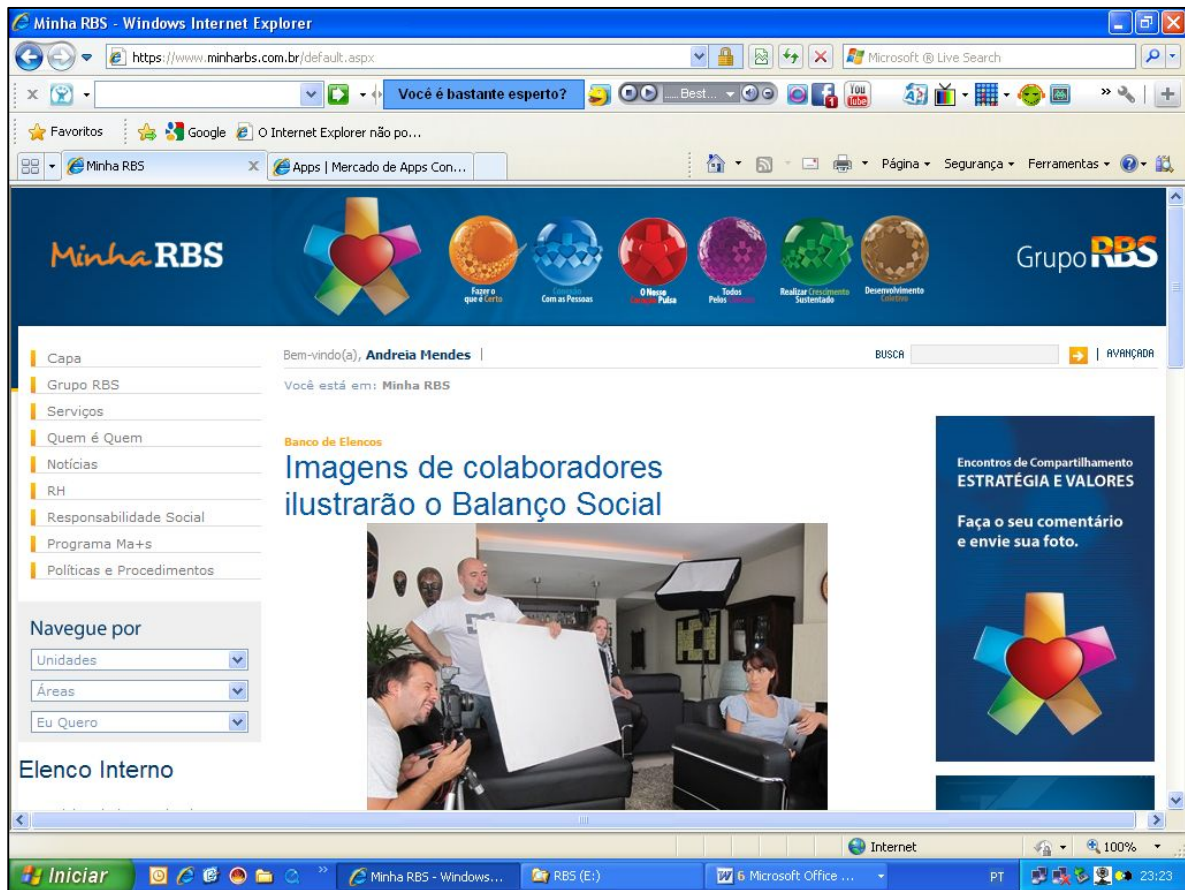 Minha RBS - Windows Internet Explorer
https://www.minharbs.com.br/default.aspx
Microsoft ® Live Search
Você é bastante esperto?
.....Best...
You
Tube
Favoritos
Google
O Internet Explorer não po...
Minha RBS
Apps | Mercado de Apps Con...
Página
Segurança
Ferramentas
Minha RBS
Fazer o
que é Certo
Conexão
Com as Pessoas
O Nosso
Coração Pulsa
Todos
Pelos Clientes
Realizar Crescimento
Sustentado
Desenvolvimento
Coletivo
Grupo RBS
Capa
Grupo RBS
Serviços
Quem é Quem
Notícias
RH
Responsabilidade Social
Programa Ma+s
Políticas e Procedimentos
Navegue por
Unidades
Áreas
Eu Quero
Elenco Interno
Bem-vindo(a), Andreia Mendes |
BUSCA
| AVANÇADA
Você está em: Minha RBS
Banco de Elencos
Imagens de colaboradores
ilustrarão o Balanço Social
Encontros de Compartilhamento
ESTRATÉGIA E VALORES
Faça o seu comentário
e envie sua foto.
Internet
100%
Iniciar
Minha RBS - Windows...
RBS (E:)
6 Microsoft Office ...
PT
23:23